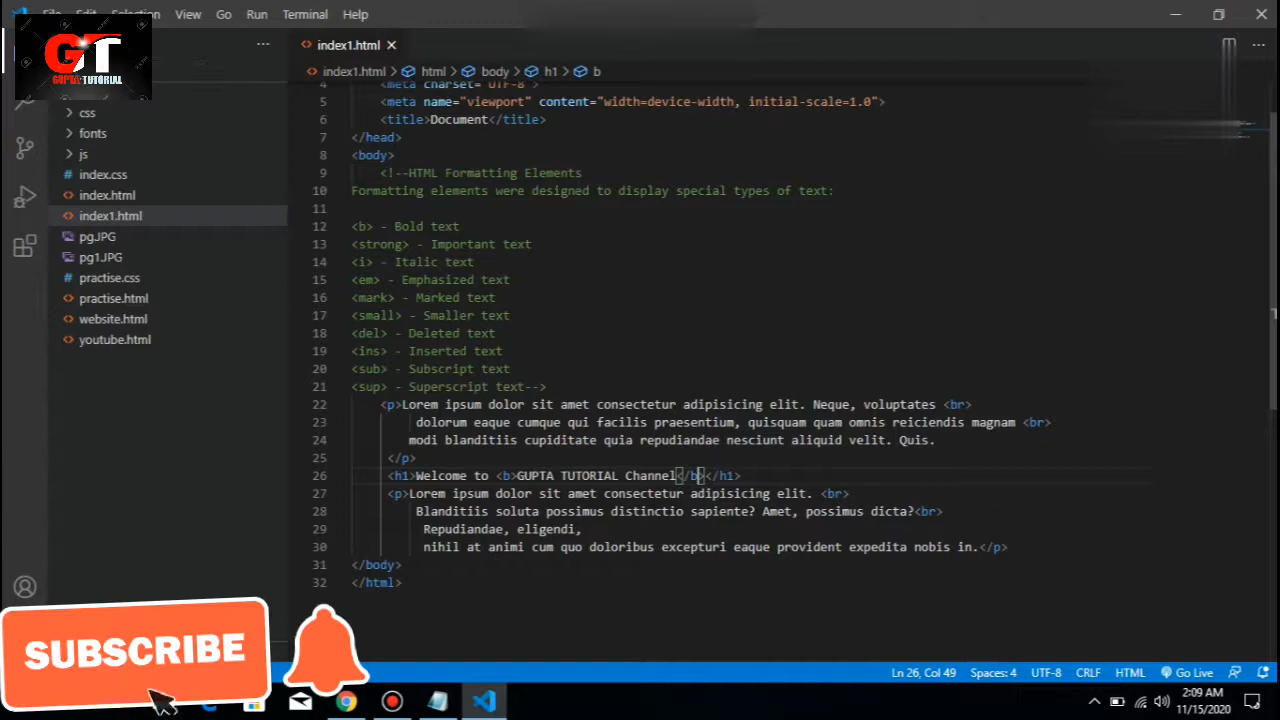 File Edit Selection View Go Run Terminal Help
GT
GUPTA TUTORIAL
index1.html
index1.html > html > body > h1 > b
css
fonts
js
index.css
index.html
index1.html
pg.JPG
pg1.JPG
practise.css
practise.html
website.html
youtube.html
4 <meta charset="UTF-8">
5 <meta name="viewport" content="width=device-width, initial-scale=1.0">
6 <title>Document</title>
7 </head>
8 <body>
9 <!--HTML Formatting Elements
10 Formatting elements were designed to display special types of text:
11
12 <b> - Bold text
13 <strong> - Important text
14 <i> - Italic text
15 <em> - Emphasized text
16 <mark> - Marked text
17 <small> - Smaller text
18 <del> - Deleted text
19 <ins> - Inserted text
20 <sub> - Subscript text
21 <sup> - Superscript text-->
22 <p>Lorem ipsum dolor sit amet consectetur adipisicing elit. Neque, voluptates <br>
23 dolorum eaque cumque qui facilis praesentium, quisquam quam omnis reiciendis magnam <br>
24 modi blanditiis cupiditate quia repudiandae nesciunt aliquid velit. Quis.
25 </p>
26 <h1>Welcome to <b>GUPTA TUTORIAL Channel</b></h1>
27 <p>Lorem ipsum dolor sit amet consectetur adipisicing elit. <br>
28 Blanditiis soluta possimus distinctio sapiente? Amet, possimus dicta?<br>
29 Repudiandae, eligendi,
30 nihil at animi cum quo doloribus excepturi eaque provident expedita nobis in.</p>
31 </body>
32 </html>
SUBSCRIBE
Ln 26, Col 49 Spaces: 4 UTF-8 CRLF HTML Go Live
2:09 AM
11/15/2020